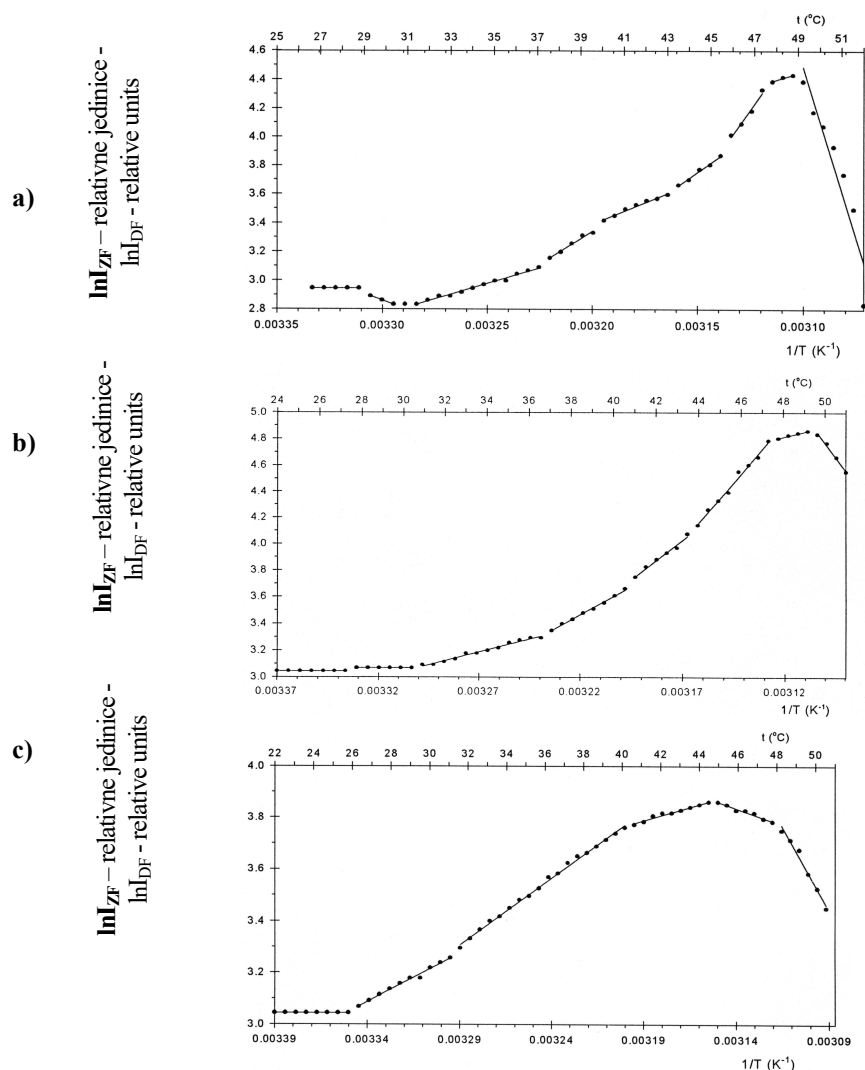 a)
lnI_ZF – relativne jedinice -
lnI_DF - relative units
t (°C)
25 27 29 31 33 35 37 39 41 43 45 47 49 51
4.6
4.4
4.2
4.0
3.8
3.6
3.4
3.2
3.0
2.8
0.00335 0.00330 0.00325 0.00320 0.00315 0.00310
1/T (K⁻¹)
b)
lnI_ZF – relativne jedinice -
lnI_DF - relative units
t (°C)
24 26 28 30 32 34 36 38 40 42 44 46 48 50
5.0
4.8
4.6
4.4
4.2
4.0
3.8
3.6
3.4
3.2
3.0
0.00337 0.00332 0.00327 0.00322 0.00317 0.00312
1/T (K⁻¹)
c)
lnI_ZF – relativne jedinice -
lnI_DF - relative units
t (°C)
22 24 26 28 30 32 34 36 38 40 42 44 46 48 50
4.0
3.8
3.6
3.4
3.2
3.0
0.00339 0.00334 0.00329 0.00324 0.00319 0.00314 0.00309
1/T (K⁻¹)